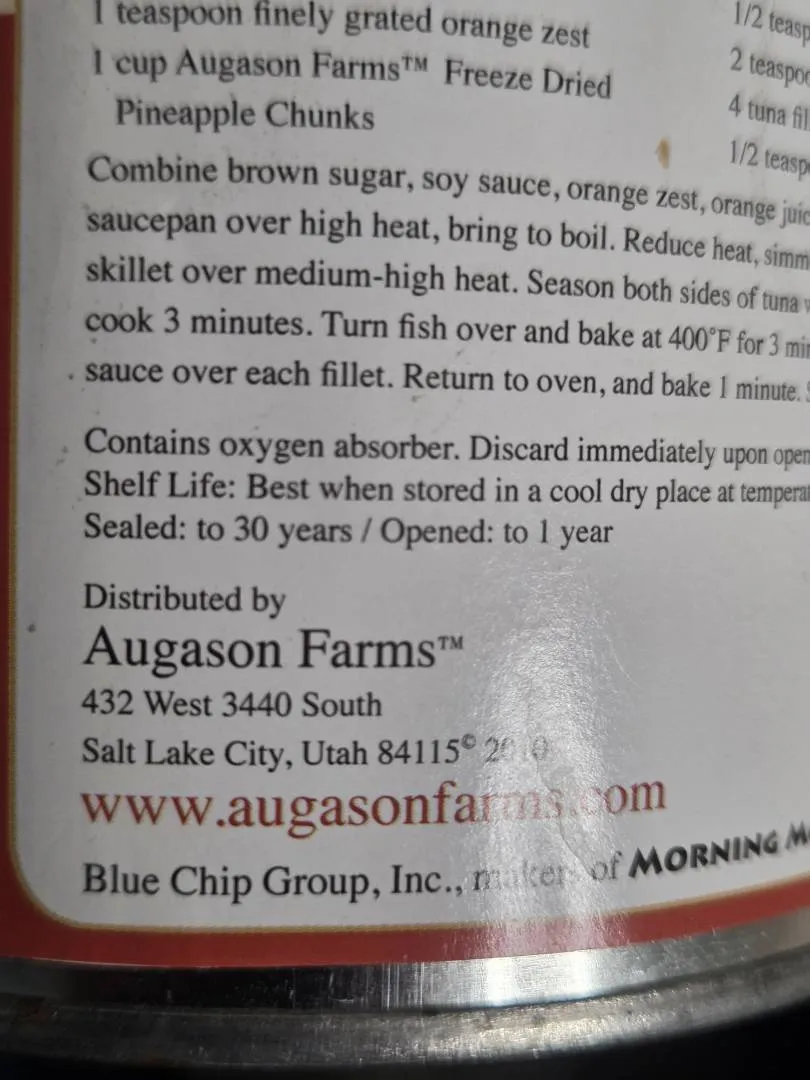 1 teaspoon finely grated orange zest
1 cup Augason Farms™ Freeze Dried
Pineapple Chunks
1/2 teasp
2 teaspoo
4 tuna fil
1/2 teasp
Combine brown sugar, soy sauce, orange zest, orange juic
saucepan over high heat, bring to boil. Reduce heat, simm
skillet over medium-high heat. Season both sides of tuna
cook 3 minutes. Turn fish over and bake at 400°F for 3 min
sauce over each fillet. Return to oven, and bake 1 minute.
Contains oxygen absorber. Discard immediately upon open
Shelf Life: Best when stored in a cool dry place at temperat
Sealed: to 30 years / Opened: to 1 year
Distributed by
Augason Farms™
432 West 3440 South
Salt Lake City, Utah 84115©
www.augasonfarms.com
Blue Chip Group, Inc., makers of MORNING